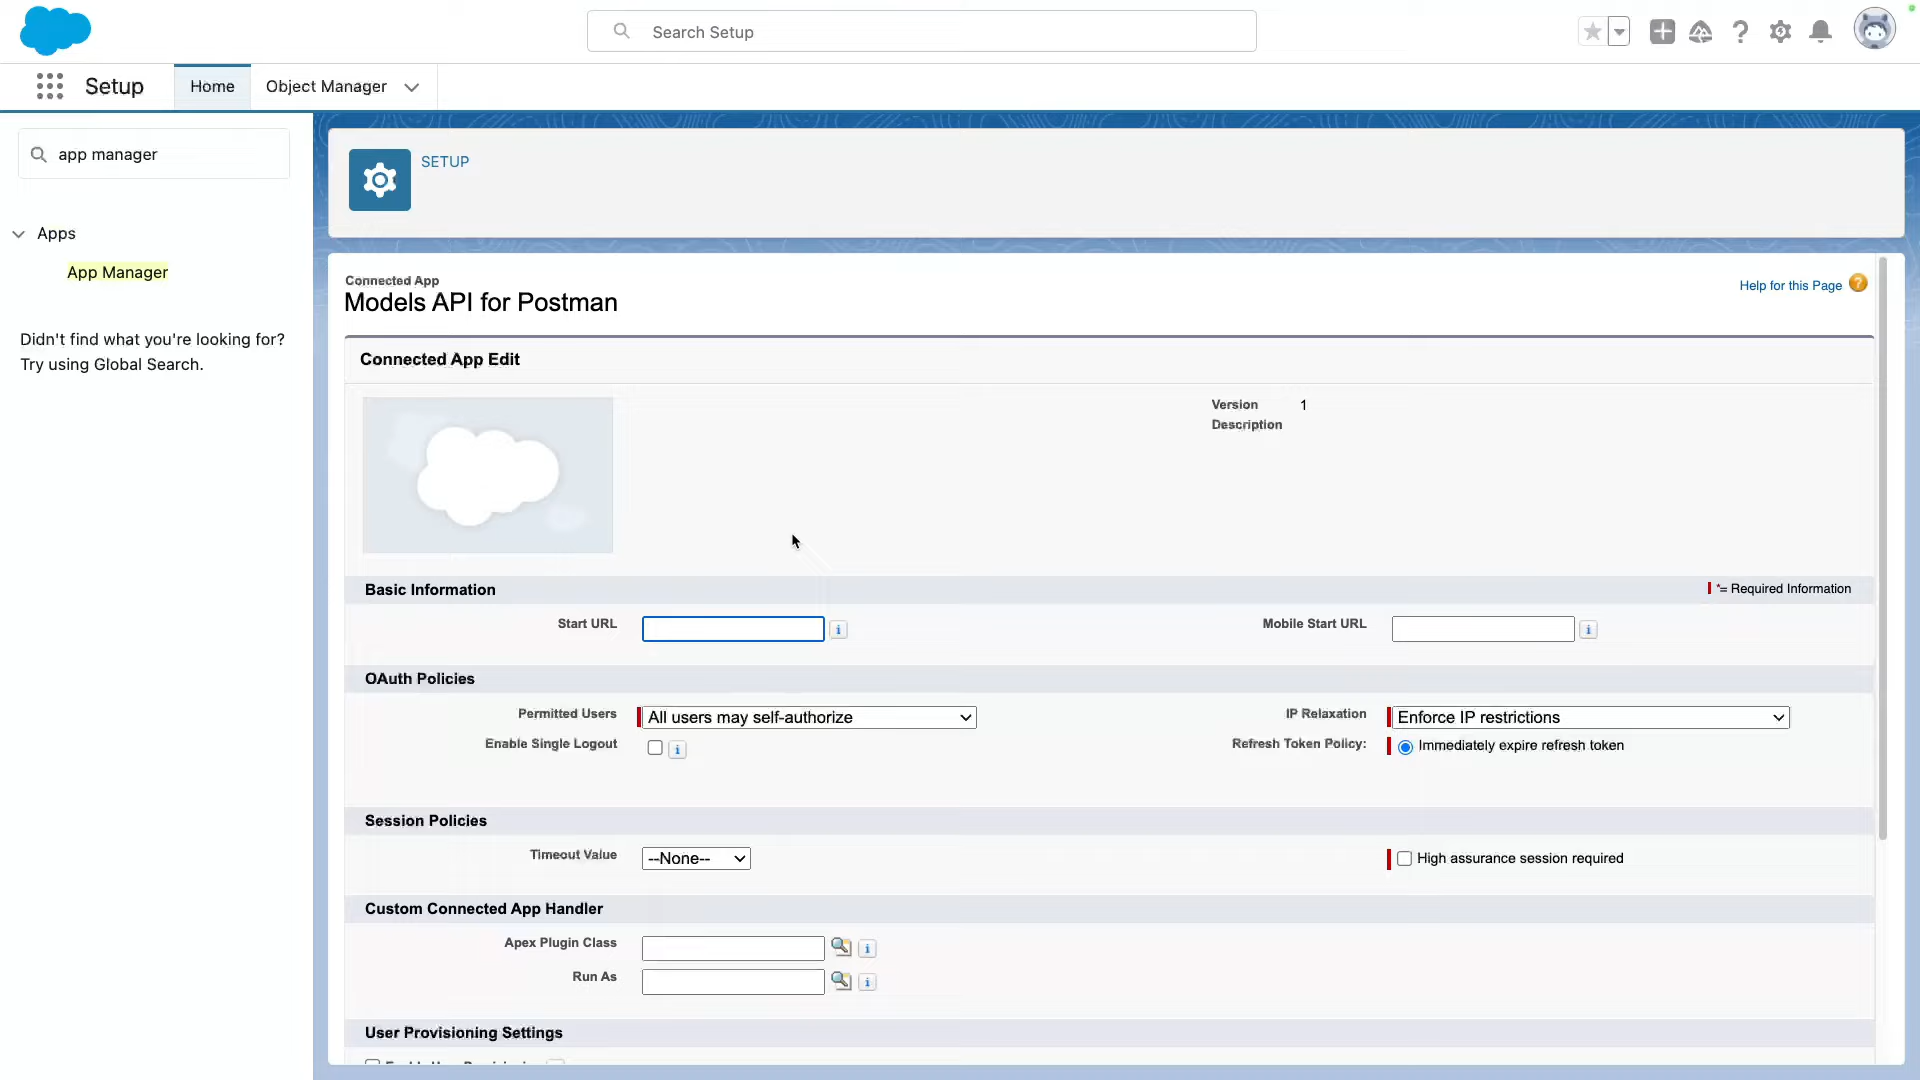 Search Setup
Setup
Home
Object Manager
app manager
Apps
App Manager
Didn't find what you're looking for?
Try using Global Search.
SETUP
Connected App
Models API for Postman
Help for this Page
Connected App Edit
Version 1
Description
Basic Information
*= Required Information
Start URL
Mobile Start URL
OAuth Policies
Permitted Users All users may self-authorize
IP Relaxation Enforce IP restrictions
Enable Single Logout
Refresh Token Policy: Immediately expire refresh token
Session Policies
Timeout Value --None--
High assurance session required
Custom Connected App Handler
Apex Plugin Class
Run As
User Provisioning Settings